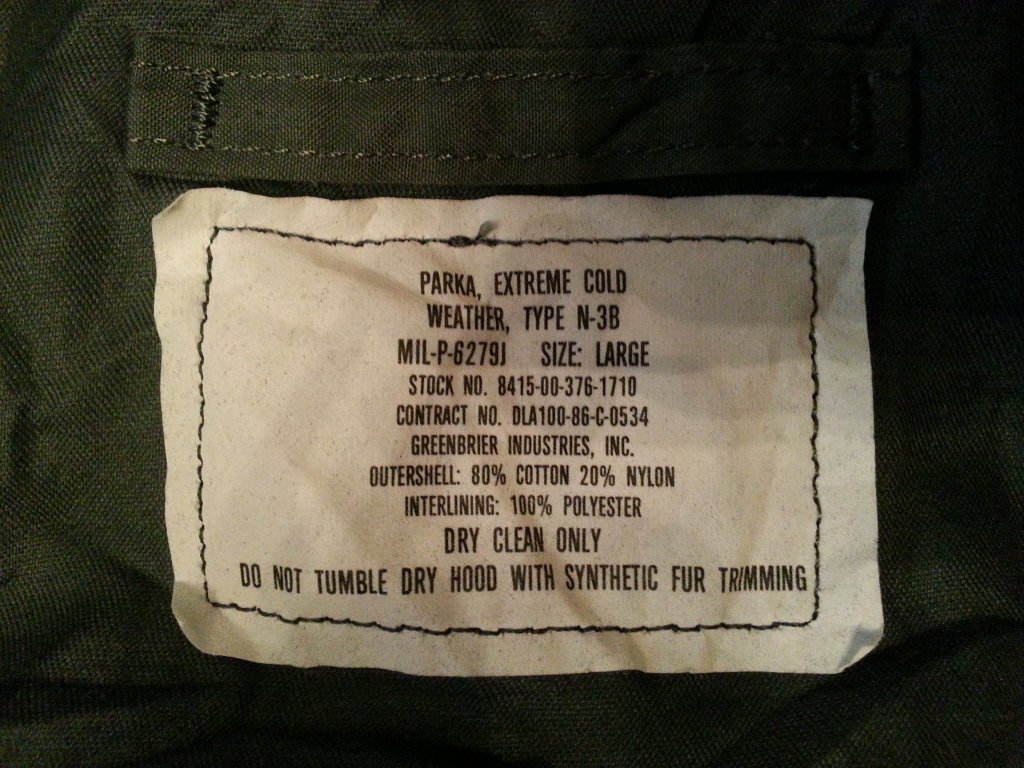 PARKA, EXTREME COLD
WEATHER, TYPE N-3B
MIL-P-6279J SIZE: LARGE
STOCK NO. 8415-00-376-1710
CONTRACT NO. DLA100-86-C-0534
GREENBRIER INDUSTRIES, INC.
OUTERSHELL: 80% COTTON 20% NYLON
INTERLINING: 100% POLYESTER
DRY CLEAN ONLY
DO NOT TUMBLE DRY HOOD WITH SYNTHETIC FUR TRIMMING